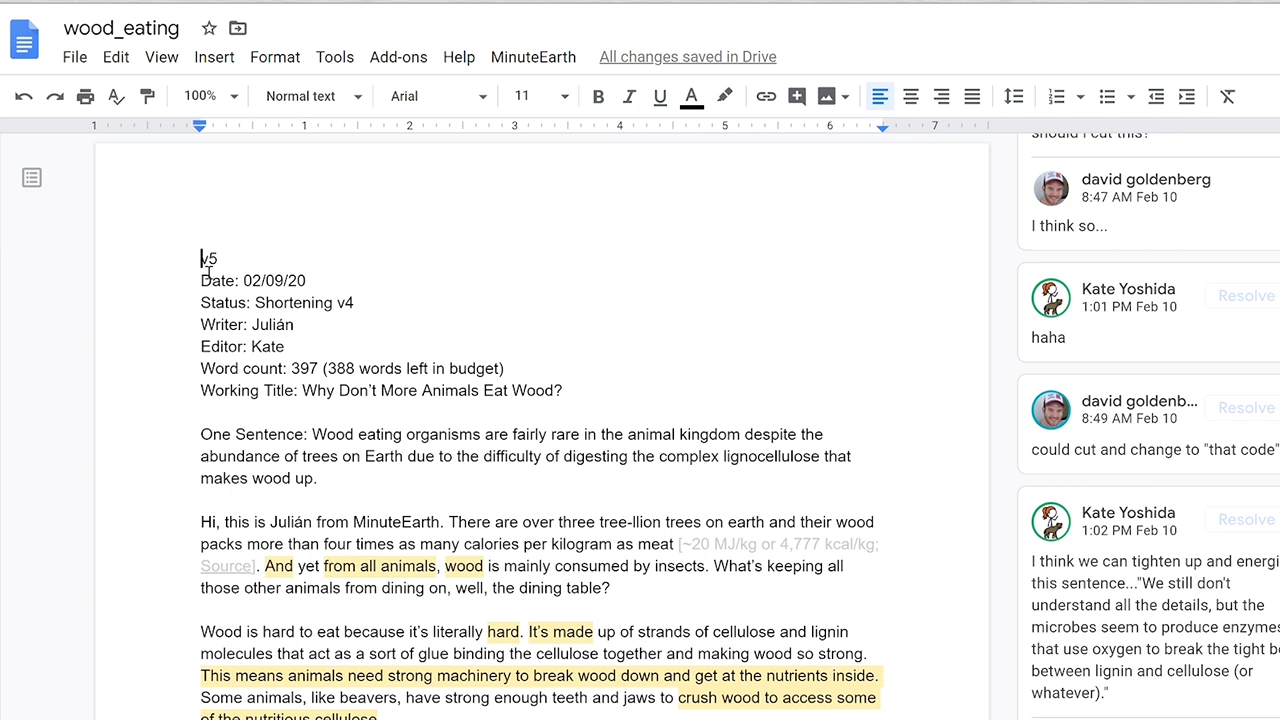 wood_eating
File Edit View Insert Format Tools Add-ons Help MinuteEarth All changes saved in Drive
100% Normal text Arial 11 B I U A
1 1 2 3 4 5 6 7
should I cut this?
david goldenberg
8:47 AM Feb 10
I think so...
v5
Date: 02/09/20
Status: Shortening v4
Writer: Julián
Editor: Kate
Word count: 397 (388 words left in budget)
Working Title: Why Don’t More Animals Eat Wood?
One Sentence: Wood eating organisms are fairly rare in the animal kingdom despite the
abundance of trees on Earth due to the difficulty of digesting the complex lignocellulose that
makes wood up.
Hi, this is Julián from MinuteEarth. There are over three tree-llion trees on earth and their wood
packs more than four times as many calories per kilogram as meat [~20 MJ/kg or 4,777 kcal/kg;
Source]. And yet from all animals, wood is mainly consumed by insects. What’s keeping all
those other animals from dining on, well, the dining table?
Wood is hard to eat because it’s literally hard. It’s made up of strands of cellulose and lignin
molecules that act as a sort of glue binding the cellulose together and making wood so strong.
This means animals need strong machinery to break wood down and get at the nutrients inside.
Some animals, like beavers, have strong enough teeth and jaws to crush wood to access some
of the nutritious cellulose
Kate Yoshida Resolve
1:01 PM Feb 10
haha
david goldenb... Resolve
8:49 AM Feb 10
could cut and change to "that code"
Kate Yoshida Resolve
1:02 PM Feb 10
I think we can tighten up and energi
this sentence..."We still don't
understand all the details, but the
microbes seem to produce enzymes
that use oxygen to break the tight b
between lignin and cellulose (or
whatever)."